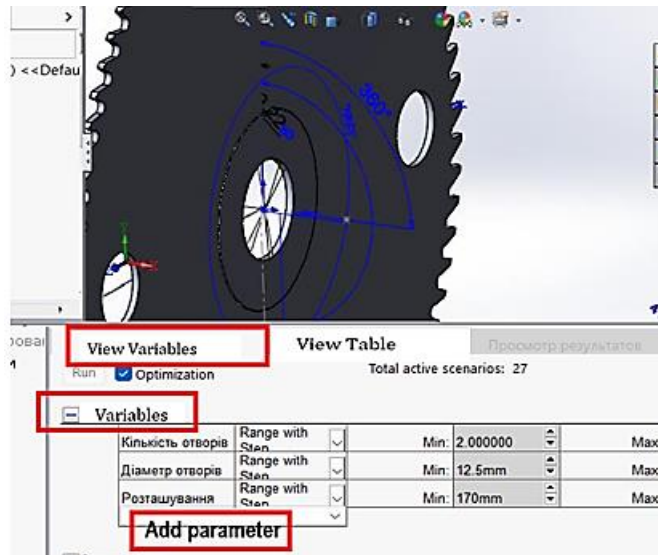 ) <<Defau
360°
View Variables View Table Просмотр результатов
Run Optimization Total active scenarios: 27
Variables
Кількість отворів Range with Step Min: 2.000000 Max
Діаметр отворів Range with Step Min: 12.5mm Max
Розташування Range with Step Min: 170mm Max
Add parameter